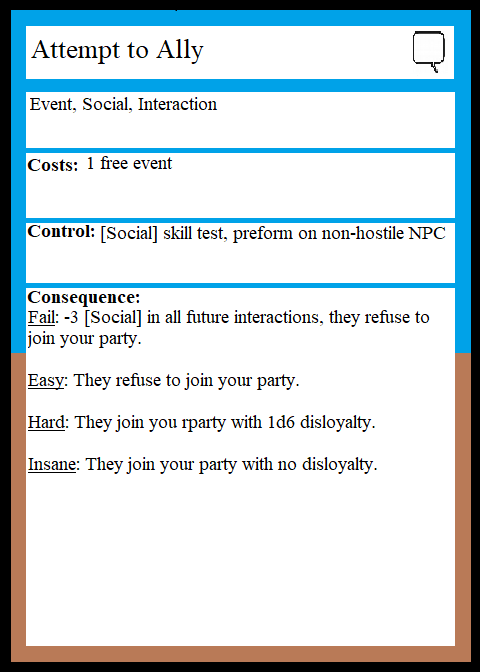 Attempt to Ally
Event, Social, Interaction
Costs: 1 free event
Control: [Social] skill test, preform on non-hostile NPC
Consequence:
Fail: -3 [Social] in all future interactions, they refuse to
join your party.
Easy: They refuse to join your party.
Hard: They join you rparty with 1d6 disloyalty.
Insane: They join your party with no disloyalty.